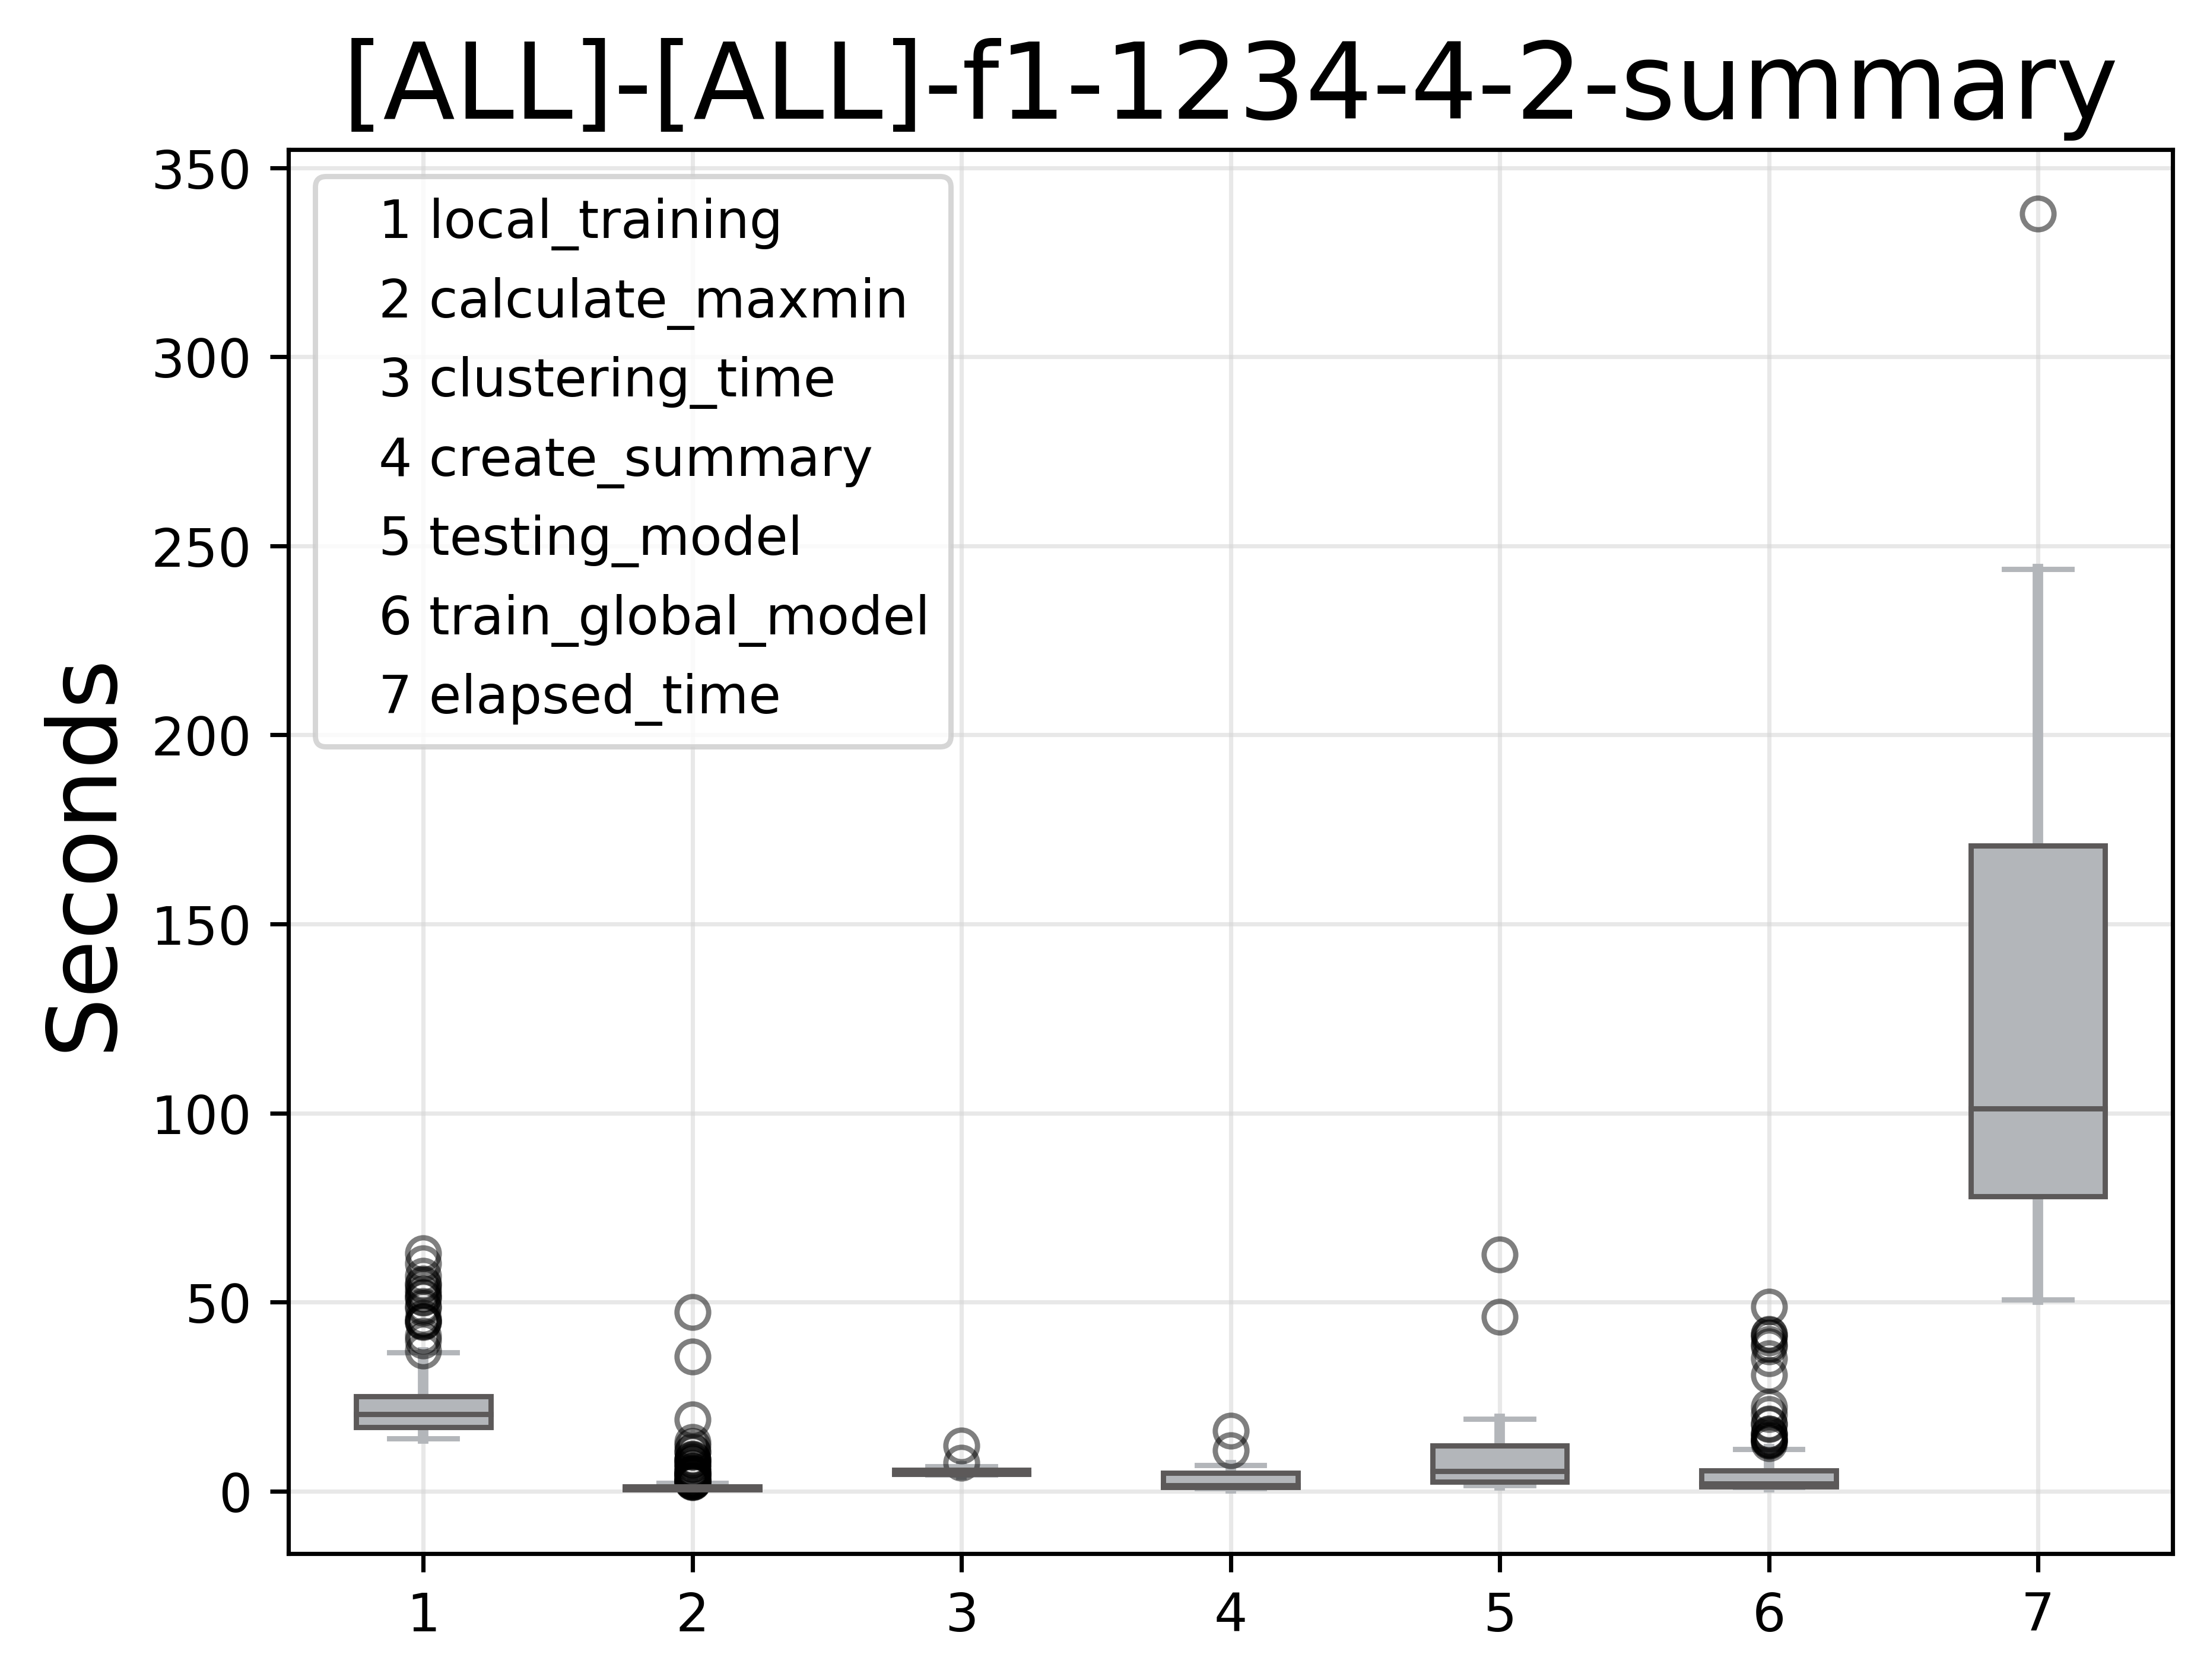 [ALL]-[ALL]-f1-1234-4-2-summary
Seconds
350
300
250
200
150
100
50
0
1 local_training
2 calculate_maxmin
3 clustering_time
4 create_summary
5 testing_model
6 train_global_model
7 elapsed_time
1 2 3 4 5 6 7